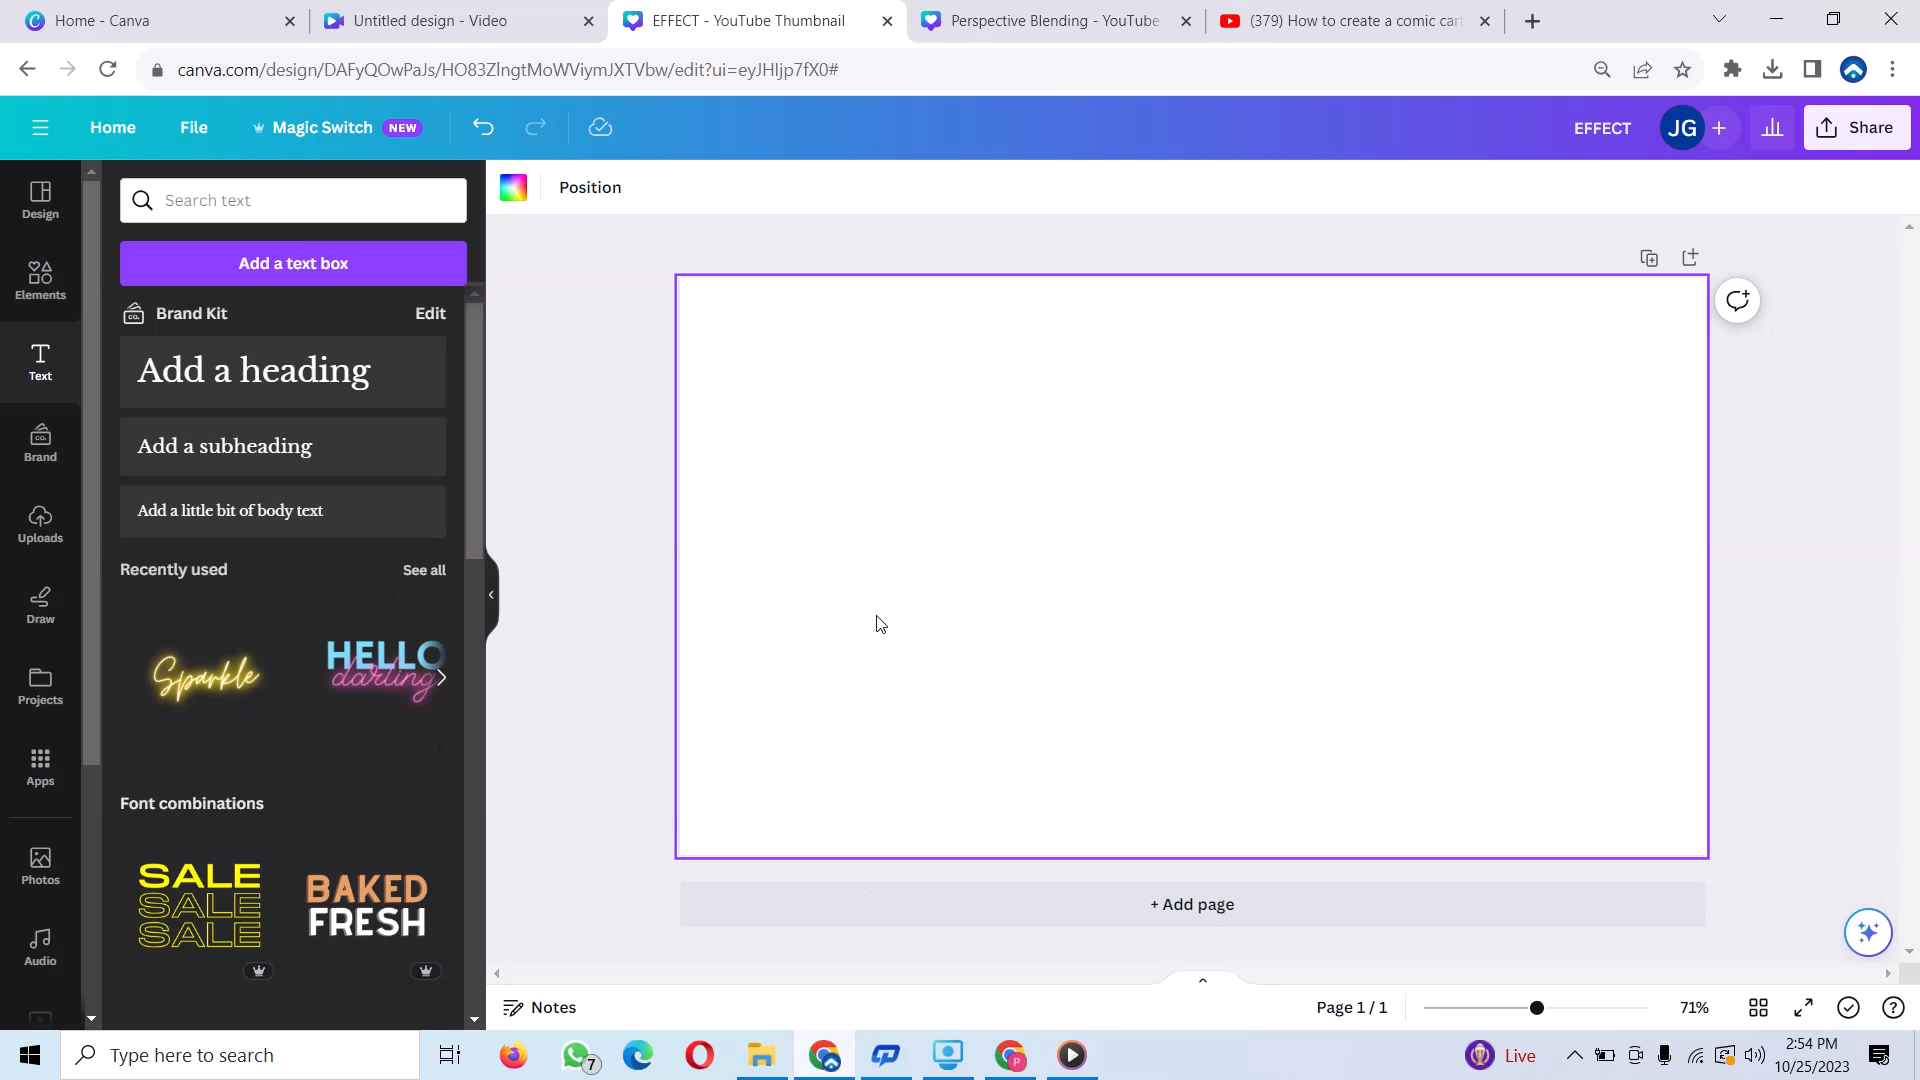 Home - Canva
Untitled design - Video
EFFECT - YouTube Thumbnail
Perspective Blending - YouTube
(379) How to create a comic cart
canva.com/design/DAFyQOwPaJs/HO83ZlngtMoWViymJXTVbw/edit?ui=eyJHIjp7fX0#
Home
File
Magic Switch
NEW
EFFECT
JG
Share
Design
Elements
Text
Brand
Uploads
Draw
Projects
Apps
Photos
Audio
Search text
Add a text box
CO.
Brand Kit
Edit
Add a heading
Add a subheading
Add a little bit of body text
Recently used
See all
Sparkle
HELLO
darling
Font combinations
SALE
SALE
SALE
BAKED
FRESH
Position
+ Add page
Notes
Page 1 / 1
71%
Type here to search
7
P
Live
2:54 PM
10/25/2023